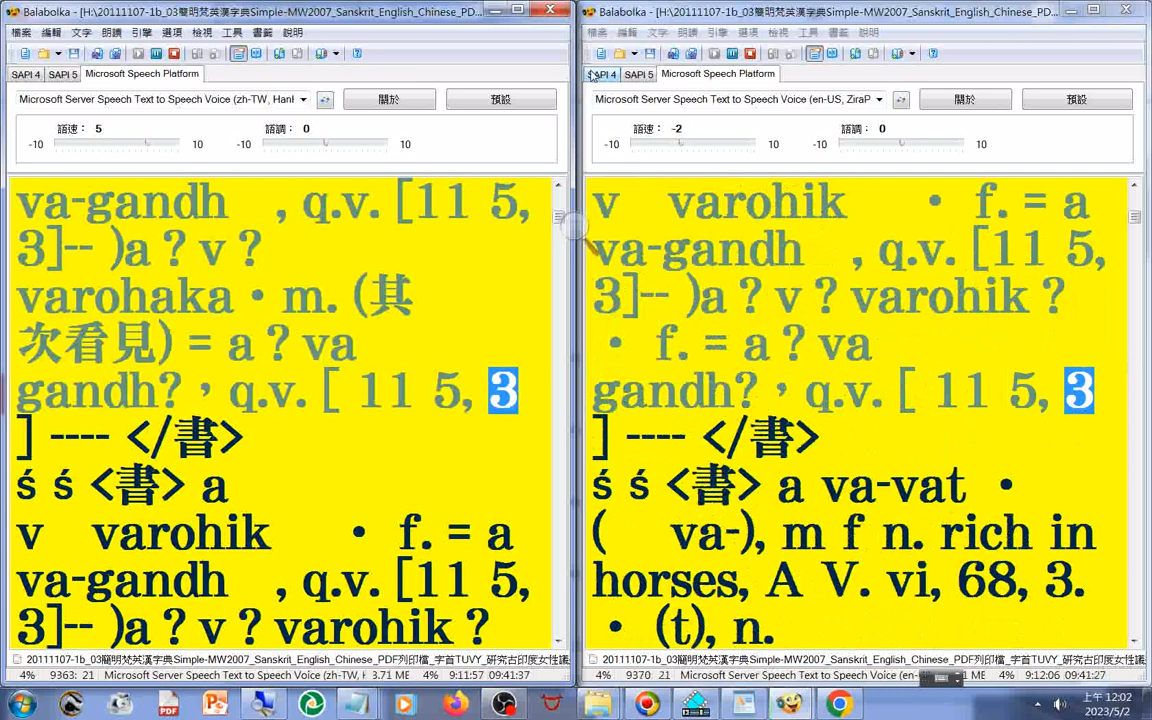 Balabolka - [H:\20111107-1b_03簡明梵英漢字典Simple-MW2007_Sanskrit_English_Chinese_PD...
檔案 編輯 文字 朗讀 引擎 選項 檢視 工具 書籤 說明
SAPI 4 SAPI 5 Microsoft Speech Platform
Microsoft Server Speech Text to Speech Voice (zh-TW, Hanl
關於 預設
語速： 5 語調： 0
-10 10 -10 10
va-gandh , q.v. [11 5,
3]-- )a ? v ?
varohaka • m. (其
次看見) = a ? va
gandh?，q.v. [ 11 5, 3
] ---- </書>
ś ś <書> a
v varohik • f. = a
va-gandh , q.v. [11 5,
3]-- )a ? v ? varohik ?
20111107-1b_03簡明梵英漢字典Simple-MW2007_Sanskrit_English_Chinese_PDF列印檔_字首TUVY_研究古印度女性議
4% 9363: 21 Microsoft Server Speech Text to Speech Voice (zh-TW, H 3.71 MB 4% 9:11:57 09:41:37
Balabolka - [H:\20111107-1b_03簡明梵英漢字典Simple-MW2007_Sanskrit_English_Chinese_PDF...
檔案 編輯 文字 朗讀 引擎 選項 檢視 工具 書籤 說明
SAPI 4 SAPI 5 Microsoft Speech Platform
Microsoft Server Speech Text to Speech Voice (en-US, ZiraP
關於 預設
語速： -2 語調： 0
-10 10 -10 10
v varohik • f. = a
va-gandh , q.v. [11 5,
3]-- )a ? v ? varohik ?
• f. = a ? va
gandh?，q.v. [ 11 5, 3
] ---- </書>
ś ś <書> a va-vat •
( va-), m f n. rich in
horses, A V. vi, 68, 3.
• (t), n.
20111107-1b_03簡明梵英漢字典Simple-MW2007_Sanskrit_English_Chinese_PDF列印檔_字首TUVY_研究古印度女性議
4% 9370: 21 Microsoft Server Speech Text to Speech Voice (en-U 4% 9:12:06 09:41:27
PDF
上午 12:02
2023/5/2